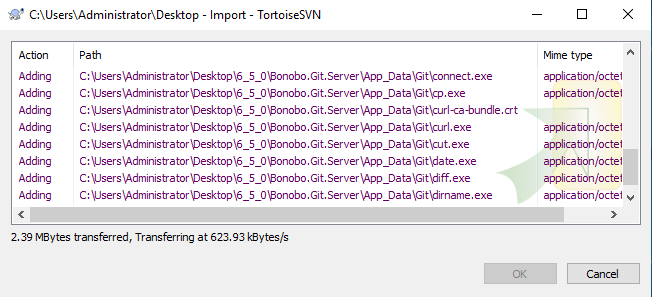 C:\Users\Administrator\Desktop - Import - TortoiseSVN
Action Path Mime type
Adding C:\Users\Administrator\Desktop\6_5_0\Bonobo.Git.Server\App_Data\Git\connect.exe application/octet
Adding C:\Users\Administrator\Desktop\6_5_0\Bonobo.Git.Server\App_Data\Git\cp.exe application/octet
Adding C:\Users\Administrator\Desktop\6_5_0\Bonobo.Git.Server\App_Data\Git\curl-ca-bundle.crt
Adding C:\Users\Administrator\Desktop\6_5_0\Bonobo.Git.Server\App_Data\Git\curl.exe application/octet
Adding C:\Users\Administrator\Desktop\6_5_0\Bonobo.Git.Server\App_Data\Git\cut.exe application/octet
Adding C:\Users\Administrator\Desktop\6_5_0\Bonobo.Git.Server\App_Data\Git\date.exe application/octet
Adding C:\Users\Administrator\Desktop\6_5_0\Bonobo.Git.Server\App_Data\Git\diff.exe application/octet
Adding C:\Users\Administrator\Desktop\6_5_0\Bonobo.Git.Server\App_Data\Git\dirname.exe application/octet
2.39 MBytes transferred, Transferring at 623.93 kBytes/s
OK Cancel